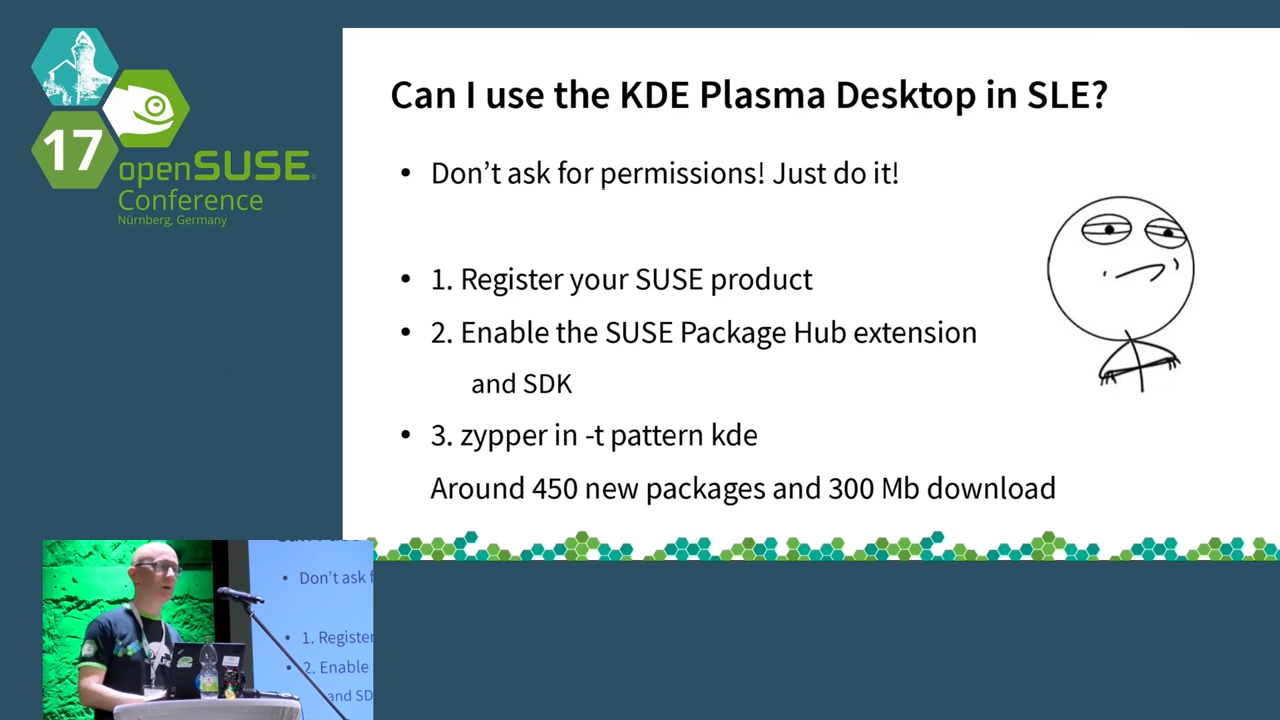 17
openSUSE
Conference
Nürnberg, Germany
Can I use the KDE Plasma Desktop in SLE?
• Don’t ask for permissions! Just do it!
• 1. Register your SUSE product
• 2. Enable the SUSE Package Hub extension
and SDK
• 3. zypper in -t pattern kde
Around 450 new packages and 300 Mb download
• Don’t ask f
• 1. Register
• 2. Enable
and SD